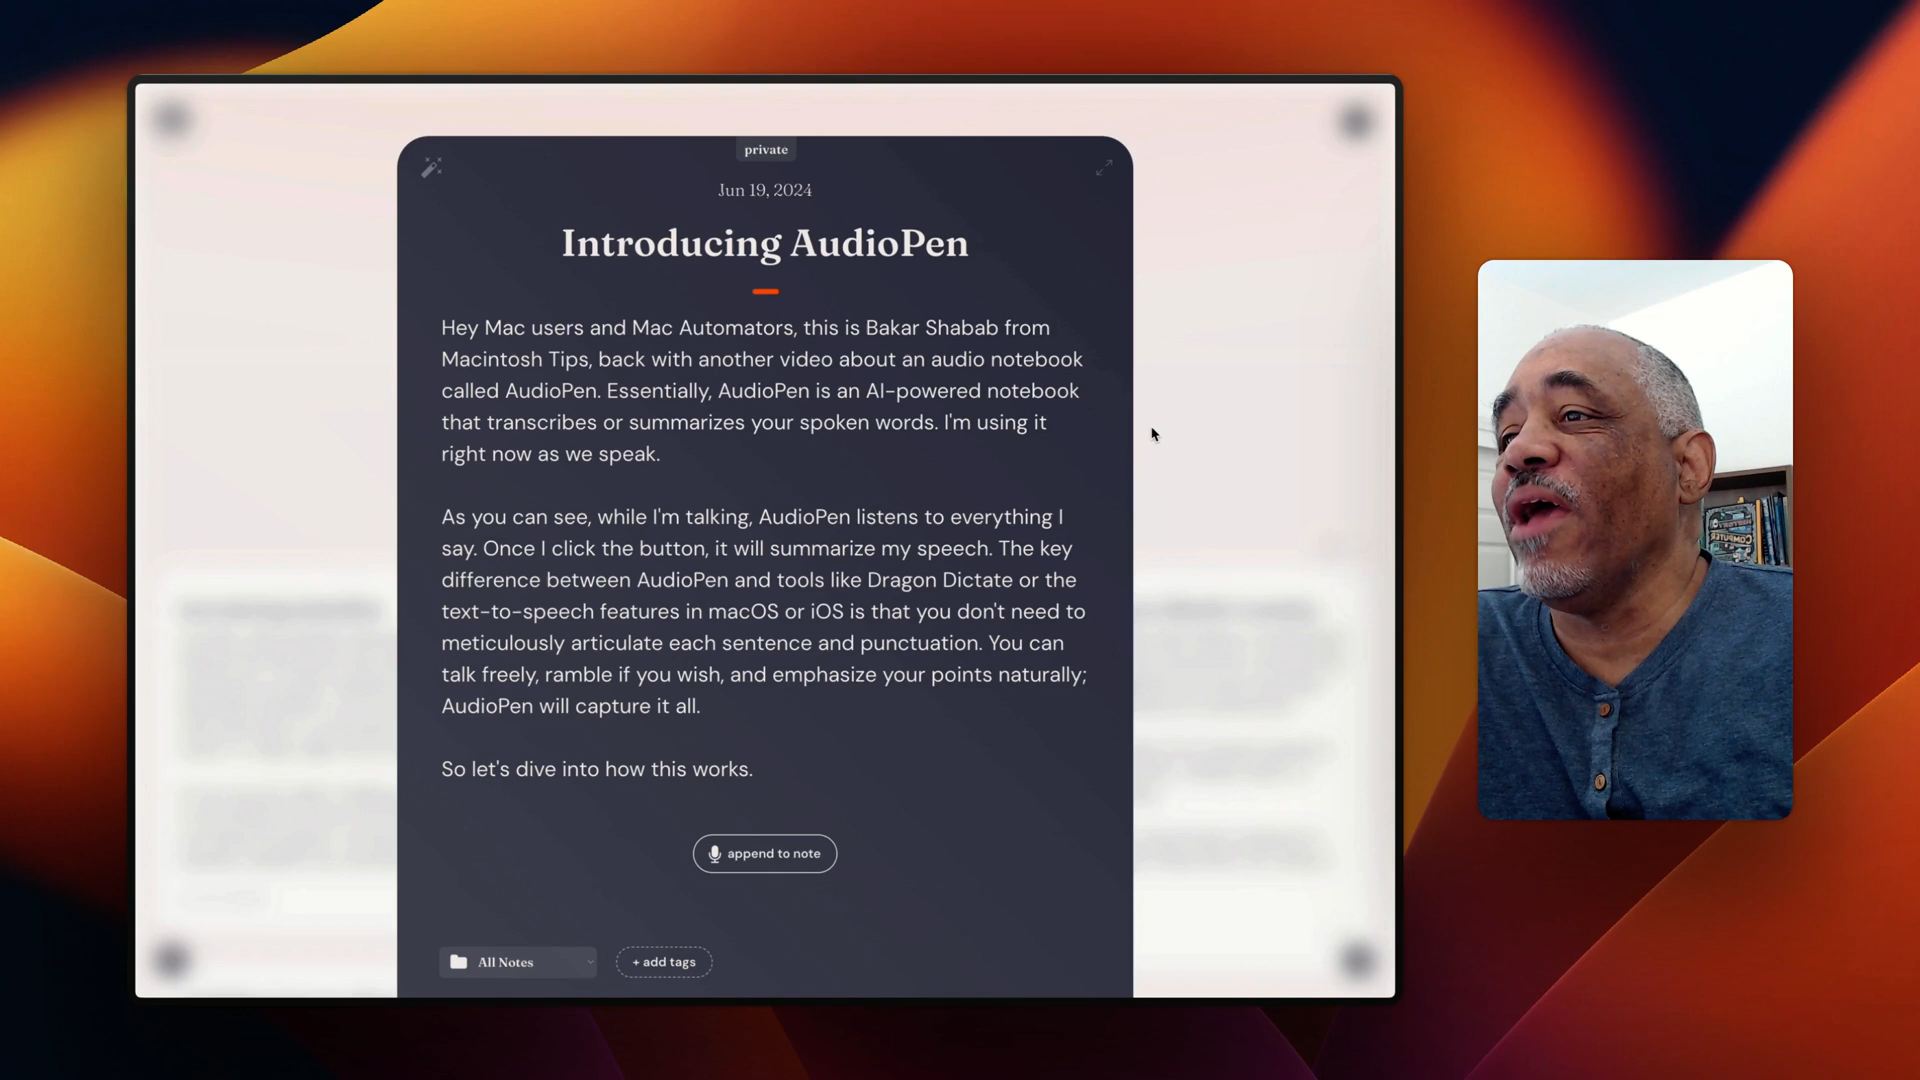 private
Jun 19, 2024
Introducing AudioPen
Hey Mac users and Mac Automators, this is Bakar Shabab from
Macintosh Tips, back with another video about an audio notebook
called AudioPen. Essentially, AudioPen is an AI-powered notebook
that transcribes or summarizes your spoken words. I'm using it
right now as we speak.
As you can see, while I'm talking, AudioPen listens to everything I
say. Once I click the button, it will summarize my speech. The key
difference between AudioPen and tools like Dragon Dictate or the
text-to-speech features in macOS or iOS is that you don't need to
meticulously articulate each sentence and punctuation. You can
talk freely, ramble if you wish, and emphasize your points naturally;
AudioPen will capture it all.
So let's dive into how this works.
append to note
All Notes
+ add tags